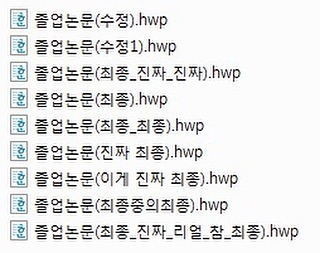 졸업논문(수정).hwp
졸업논문(수정1).hwp
졸업논문(최종_진짜_진짜).hwp
졸업논문(최종).hwp
졸업논문(최종_최종).hwp
졸업논문(진짜 최종).hwp
졸업논문(이게 진짜 최종).hwp
졸업논문(최종중의최종).hwp
졸업논문(최종_진짜_리얼_참_최종).hwp